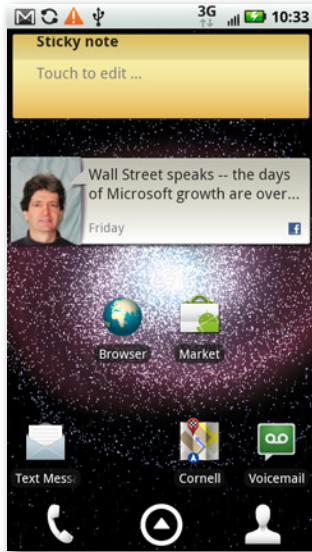 3G
10:33
Sticky note
Touch to edit ...
Wall Street speaks -- the days
of Microsoft growth are over...
Friday
Browser
Market
Text Messa
Cornell
Voicemail